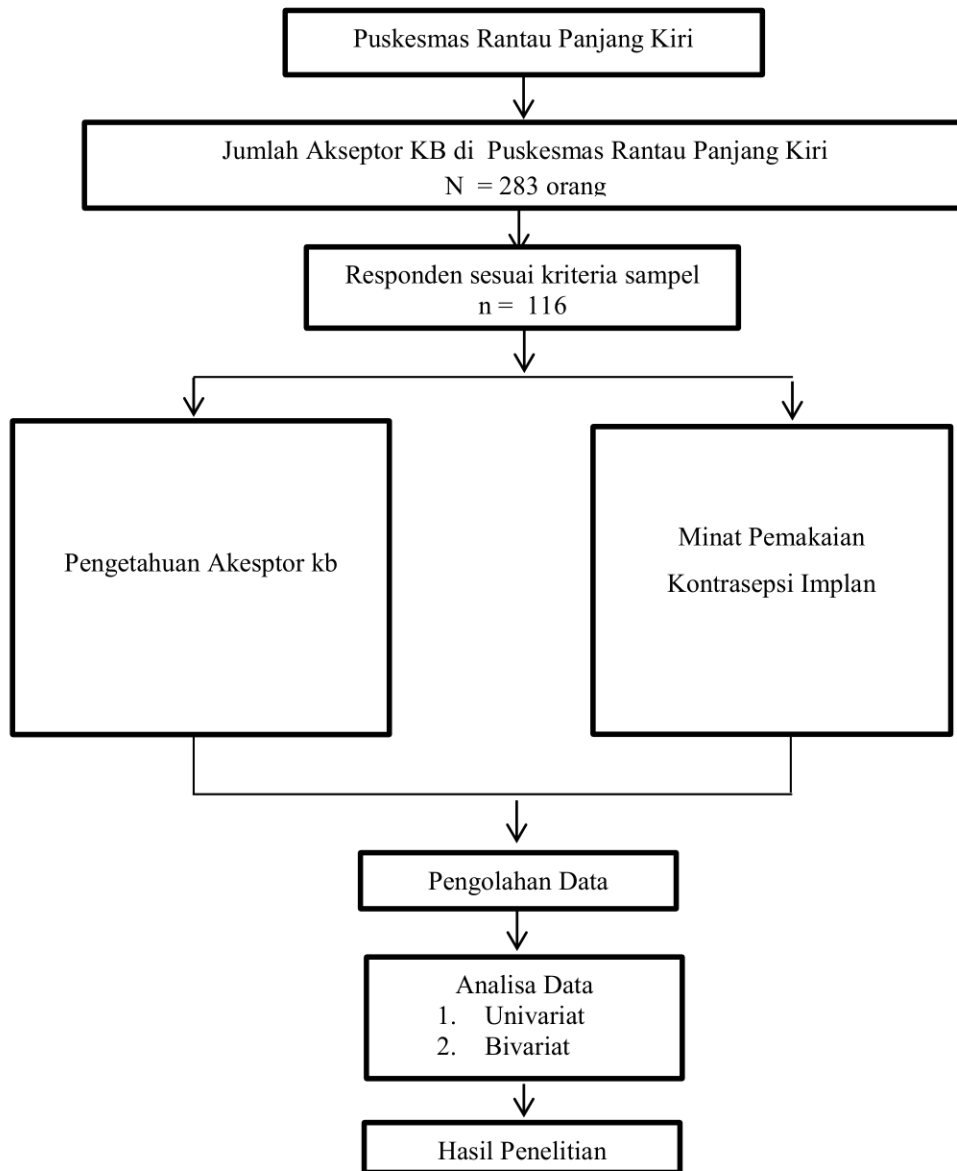 Puskesmas Rantau Panjang Kiri
Jumlah Akseptor KB di Puskesmas Rantau Panjang Kiri
N = 283 orang
Responden sesuai kriteria sampel
n = 116
Pengetahuan Akesptor kb
Minat Pemakaian
Kontrasepsi Implan
Pengolahan Data
Analisa Data
1. Univariat
2. Bivariat
Hasil Penelitian